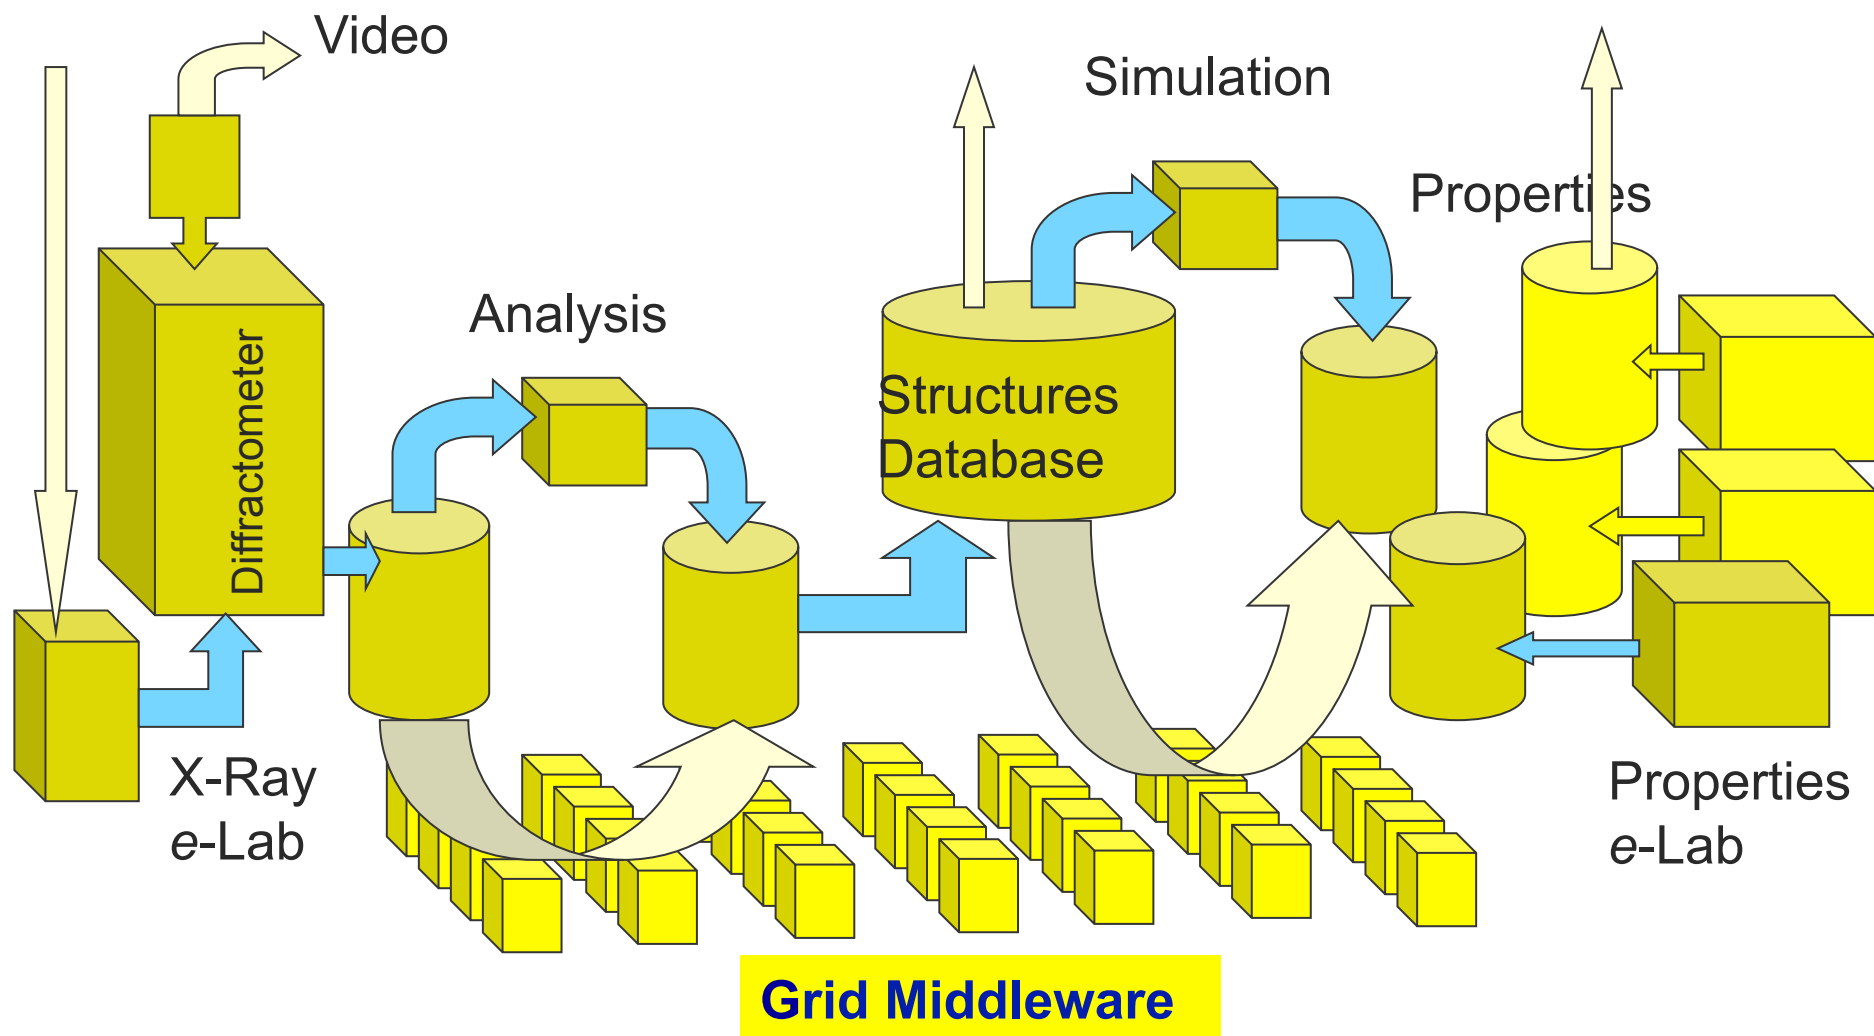 Video
Simulation
Properties
Analysis
Diffractometer
Structures
Database
X-Ray
e-Lab
Properties
e-Lab
Grid Middleware